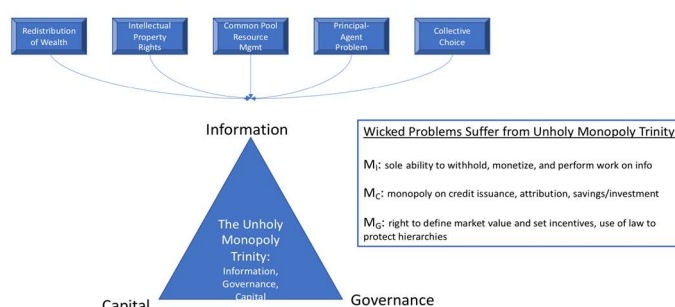 Redistribution
of Wealth
Intellectual
Property
Rights
Common Pool
Resource
Mgmt
Principal-
Agent
Problem
Collective
Choice
Information
The Unholy
Monopoly
Trinity:
Information,
Governance,
Capital
Capital
Governance
Wicked Problems Suffer from Unholy Monopoly Trinity
MI: sole ability to withhold, monetize, and perform work on info
MC: monopoly on credit issuance, attribution, savings/investment
MG: right to define market value and set incentives, use of law to
protect hierarchies